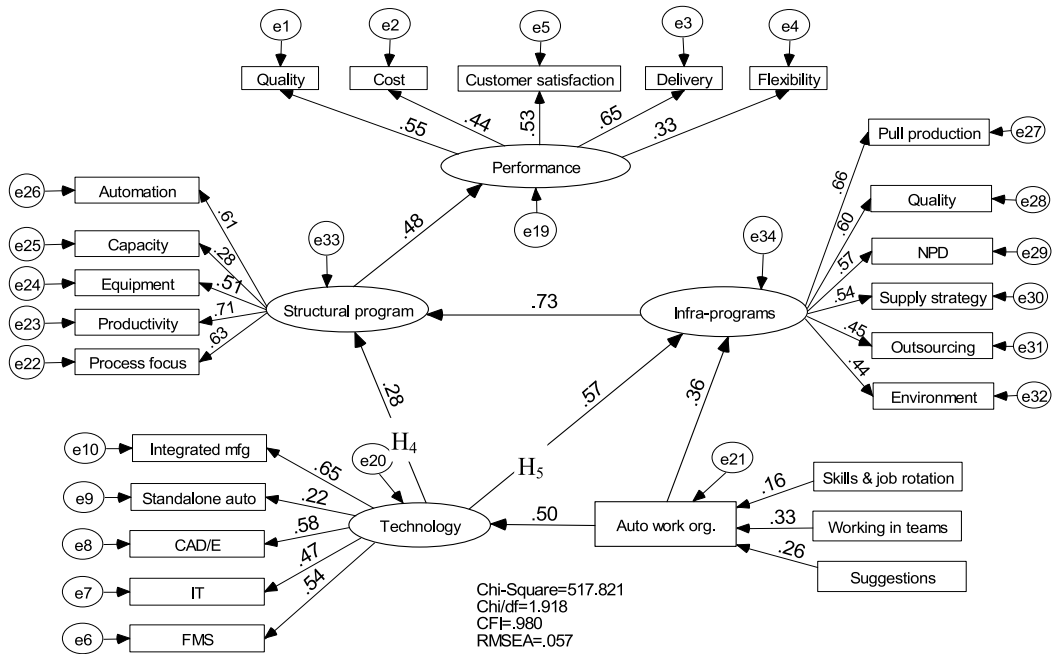 e1
e2
e5
e3
e4
Quality
Cost
Customer satisfaction
Delivery
Flexibility
.55
.44
.53
.65
.33
Performance
e19
Pull production
e27
Quality
e28
NPD
e29
Supply strategy
e30
Outsourcing
e31
Environment
e32
.66
.60
.57
.54
.45
.44
e26
Automation
e25
Capacity
e24
Equipment
e23
Productivity
e22
Process focus
.61
.28
.51
.71
.63
.48
e33
Structural program
.73
e34
Infra-programs
.28
H4
.57
H5
.36
e10
Integrated mfg
e9
Standalone auto
e8
CAD/E
e7
IT
e6
FMS
.65
.22
.58
.47
.54
e20
Technology
.50
e21
Auto work org.
.16
.33
.26
Skills & job rotation
Working in teams
Suggestions
Chi-Square=517.821
Chi/df=1.918
CFI=.980
RMSEA=.057